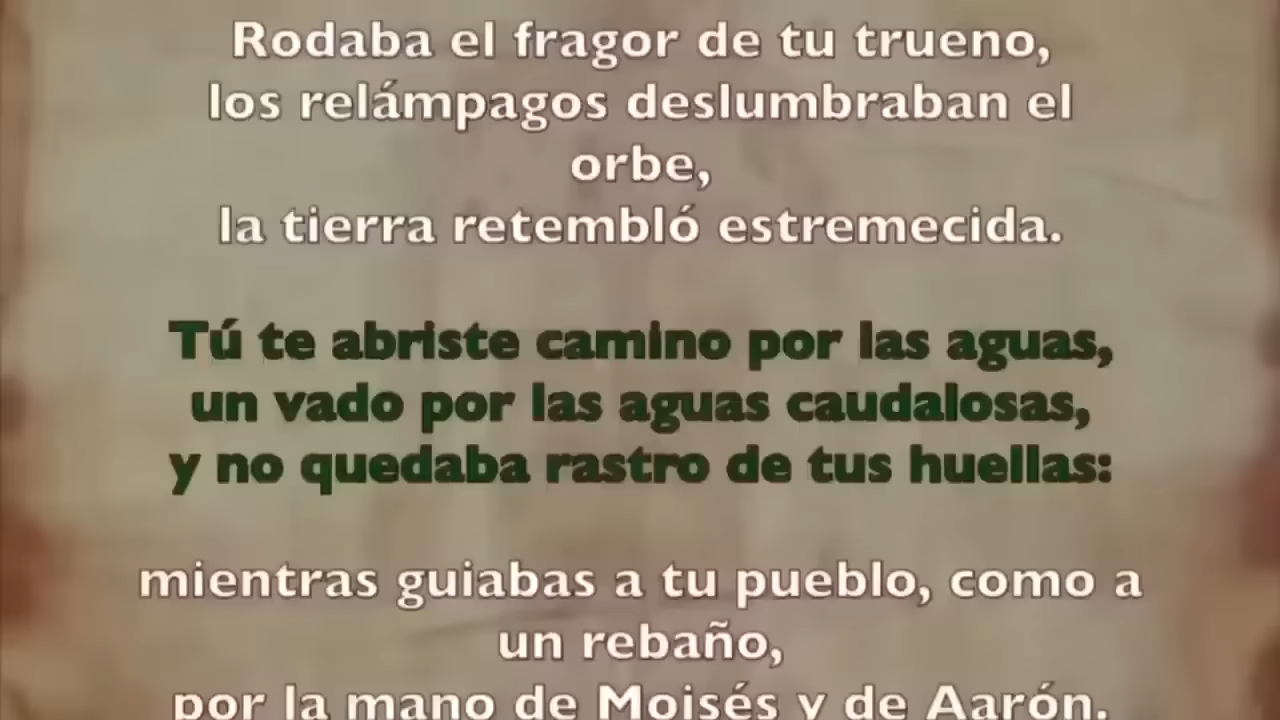 Rodaba el fragor de tu trueno,
los relámpagos deslumbraban el
orbe,
la tierra retembló estremecida.
Tú te abriste camino por las aguas,
un vado por las aguas caudalosas,
y no quedaba rastro de tus huellas:
mientras guiabas a tu pueblo, como a
un rebaño,
por la mano de Moisés y de Aarón.